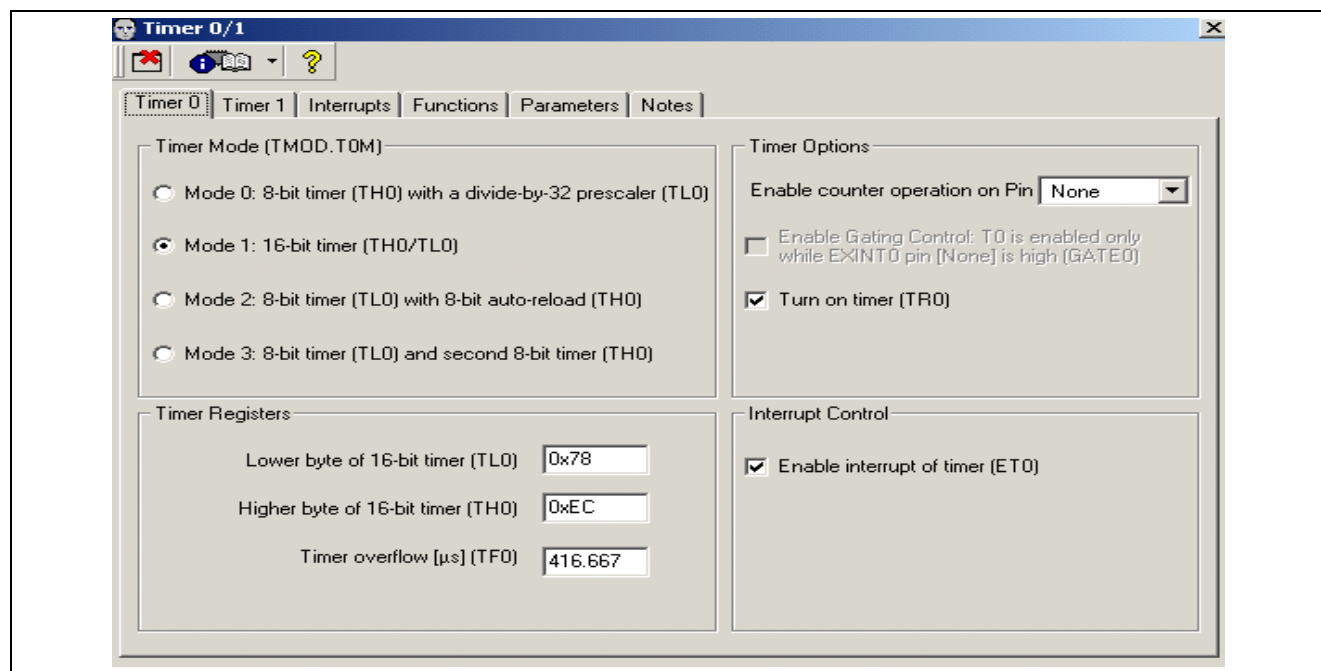 Timer 0/1
Timer 0
Timer 1
Interrupts
Functions
Parameters
Notes
Timer Mode (TMOD.T0M)
Mode 0: 8-bit timer (TH0) with a divide-by-32 prescaler (TL0)
Mode 1: 16-bit timer (TH0/TL0)
Mode 2: 8-bit timer (TL0) with 8-bit auto-reload (TH0)
Mode 3: 8-bit timer (TL0) and second 8-bit timer (TH0)
Timer Options
Enable counter operation on Pin None
Enable Gating Control: T0 is enabled only
while EXINT0 pin [None] is high (GATE0)
Turn on timer (TR0)
Timer Registers
Lower byte of 16-bit timer (TL0) 0x78
Higher byte of 16-bit timer (TH0) 0xEC
Timer overflow [µs] (TF0) 416.667
Interrupt Control
Enable interrupt of timer (ET0)